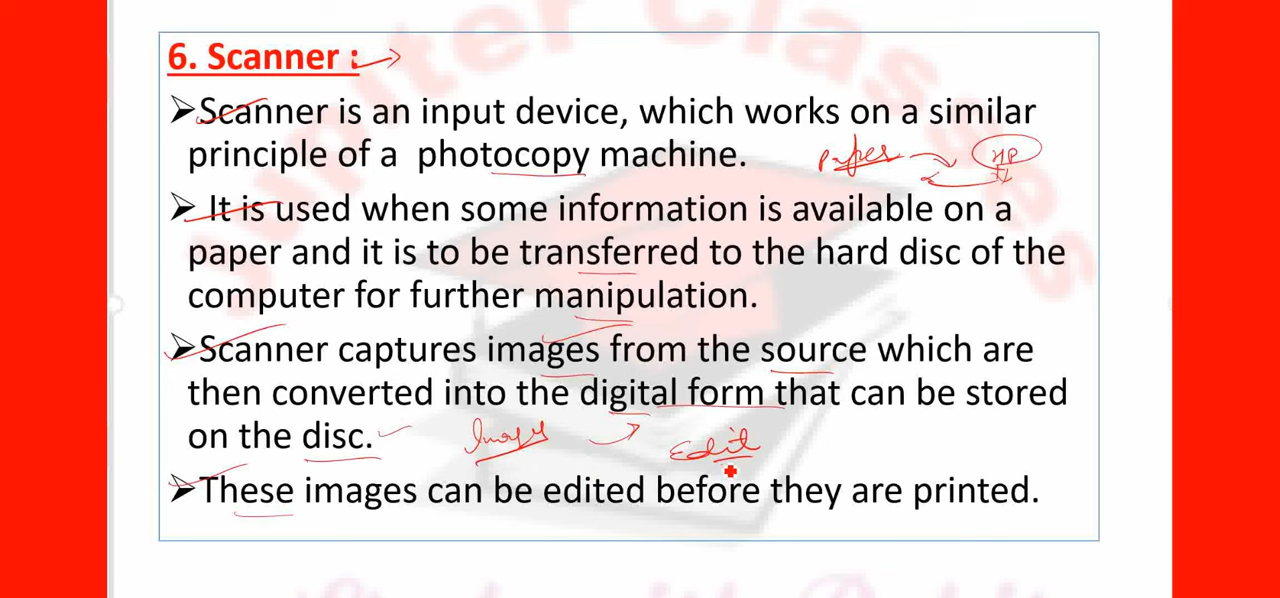 6. Scanner :
➤Scanner is an input device, which works on a similar
principle of a photocopy machine.
Paper HP
➤ It is used when some information is available on a
paper and it is to be transferred to the hard disc of the
computer for further manipulation.
➤Scanner captures images from the source which are
then converted into the digital form that can be stored
on the disc.
Edit
➤These images can be edited before they are printed.